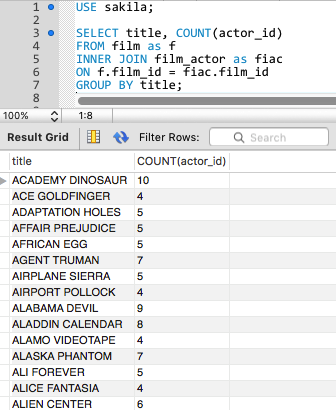 1 USE sakila;
2
3 SELECT title, COUNT(actor_id)
4 FROM film as f
5 INNER JOIN film_actor as fiac
6 ON f.film_id = fiac.film_id
7 GROUP BY title;
8
100% 1:8
Result Grid Filter Rows: Search
title COUNT(actor_id)
ACADEMY DINOSAUR 10
ACE GOLDFINGER 4
ADAPTATION HOLES 5
AFFAIR PREJUDICE 5
AFRICAN EGG 5
AGENT TRUMAN 7
AIRPLANE SIERRA 5
AIRPORT POLLOCK 4
ALABAMA DEVIL 9
ALADDIN CALENDAR 8
ALAMO VIDEOTAPE 4
ALASKA PHANTOM 7
ALI FOREVER 5
ALICE FANTASIA 4
ALIEN CENTER 6